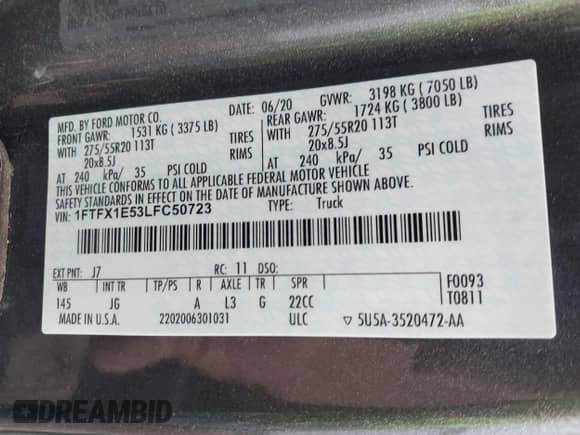 MFD. BY FORD MOTOR CO. DATE: 06/20 GVWR: 3198 KG ( 7050 LB)
FRONT GAWR: 1531 KG ( 3375 LB) REAR GAWR: 1724 KG ( 3800 LB)
WITH 275/55R20 113T TIRES WITH 275/55R20 113T TIRES
20x8.5J RIMS 20x8.5J RIMS
AT 240 kPa/ 35 PSI COLD AT 240 kPa/ 35 PSI COLD
THIS VEHICLE CONFORMS TO ALL APPLICABLE FEDERAL MOTOR VEHICLE
SAFETY STANDARDS IN EFFECT ON THE DATE OF MANUFACTURE SHOWN ABOVE.
VIN: 1FTFX1E53LFC50723 TYPE: Truck
EXT PNT: J7 RC: 11 DSO:
WB INT TR TP/PS R AXLE TR SPR F0093
145 JG A L3 G 22CC T0811
MADE IN U.S.A. 2202006301031 ULC ▽ 5U5A-3520472-AA
DREAMBID